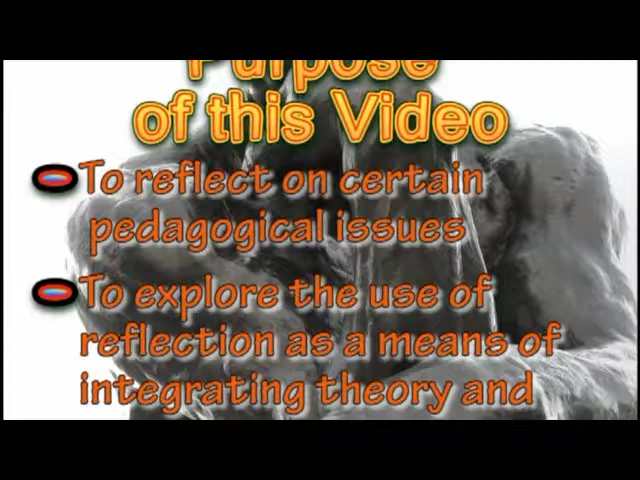 Purpose
of this Video
To reflect on certain
pedagogical issues
To explore the use of
reflection as a means of
integrating theory and